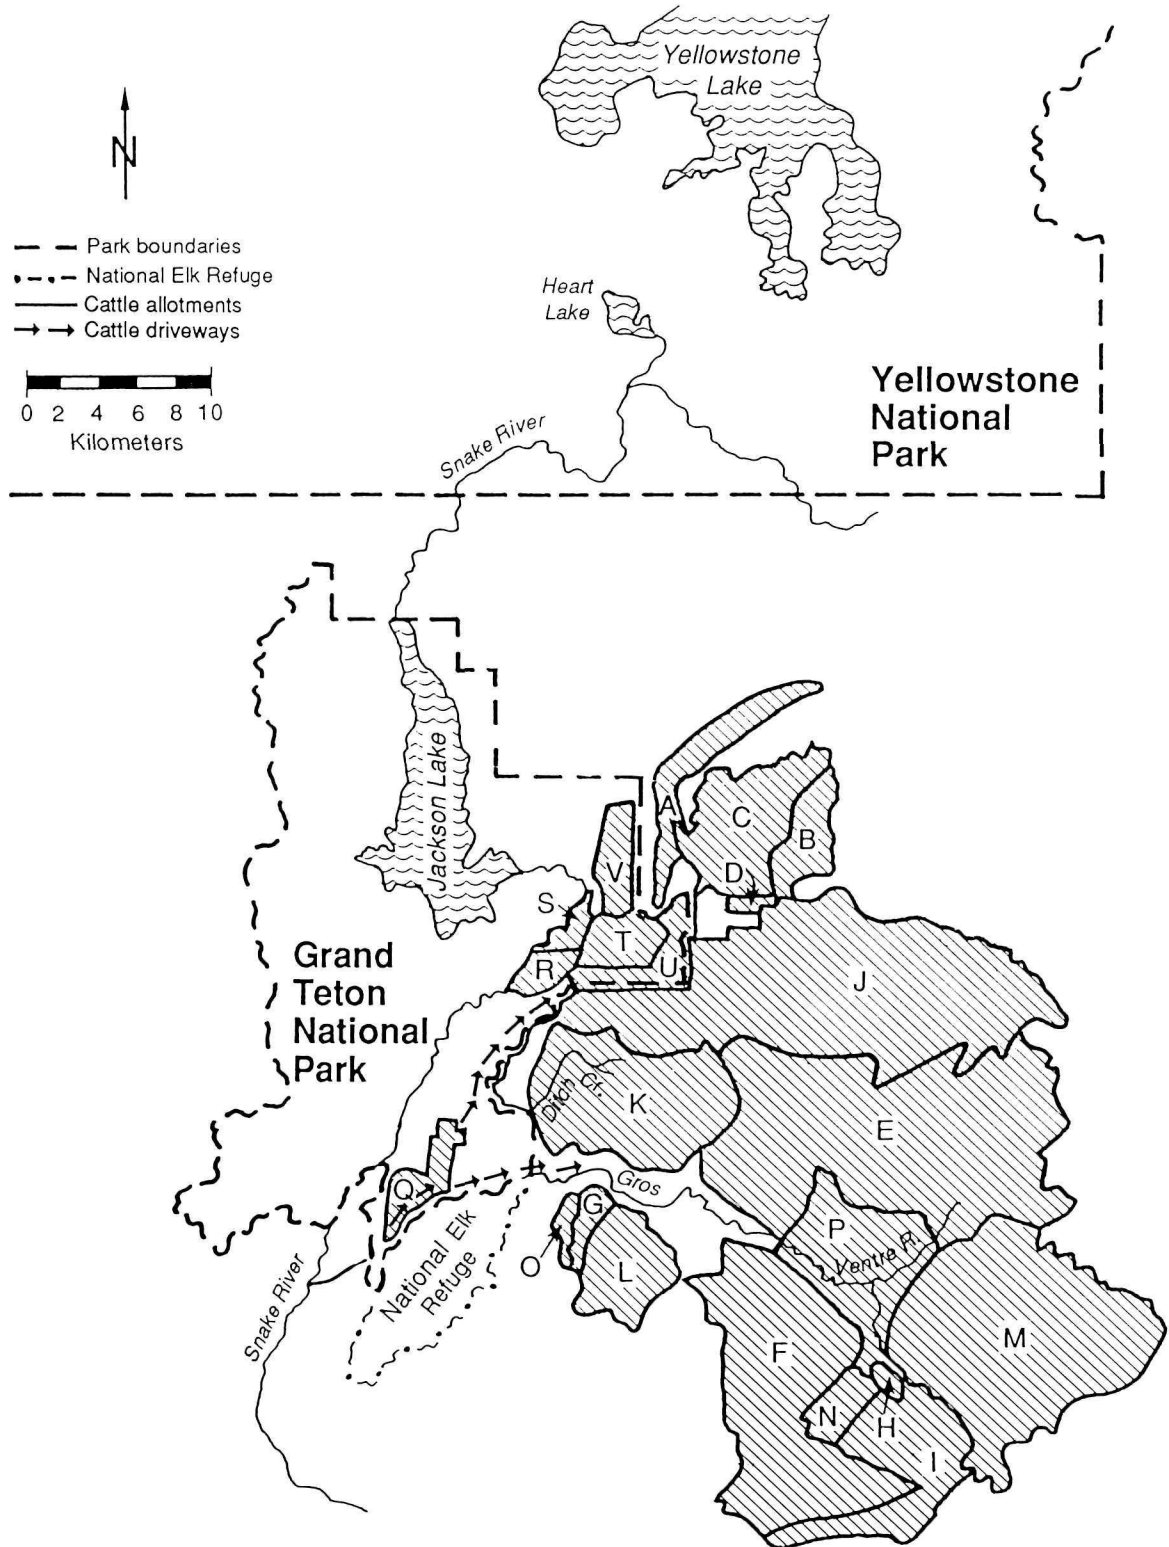 Yellowstone
Lake
N
Park boundaries
National Elk Refuge
Cattle allotments
Cattle driveways
0 2 4 6 8 10
Kilometers
Heart
Lake
Yellowstone
National
Park
Snake River
Jackson Lake
A
C
B
D
V
S
T
R
U
J
Grand
Teton
National
Park
Ditch Cr.
K
E
Q
Gros
G
P
Ventre R.
O
L
National Elk
Refuge
Snake River
F
M
N
H
I